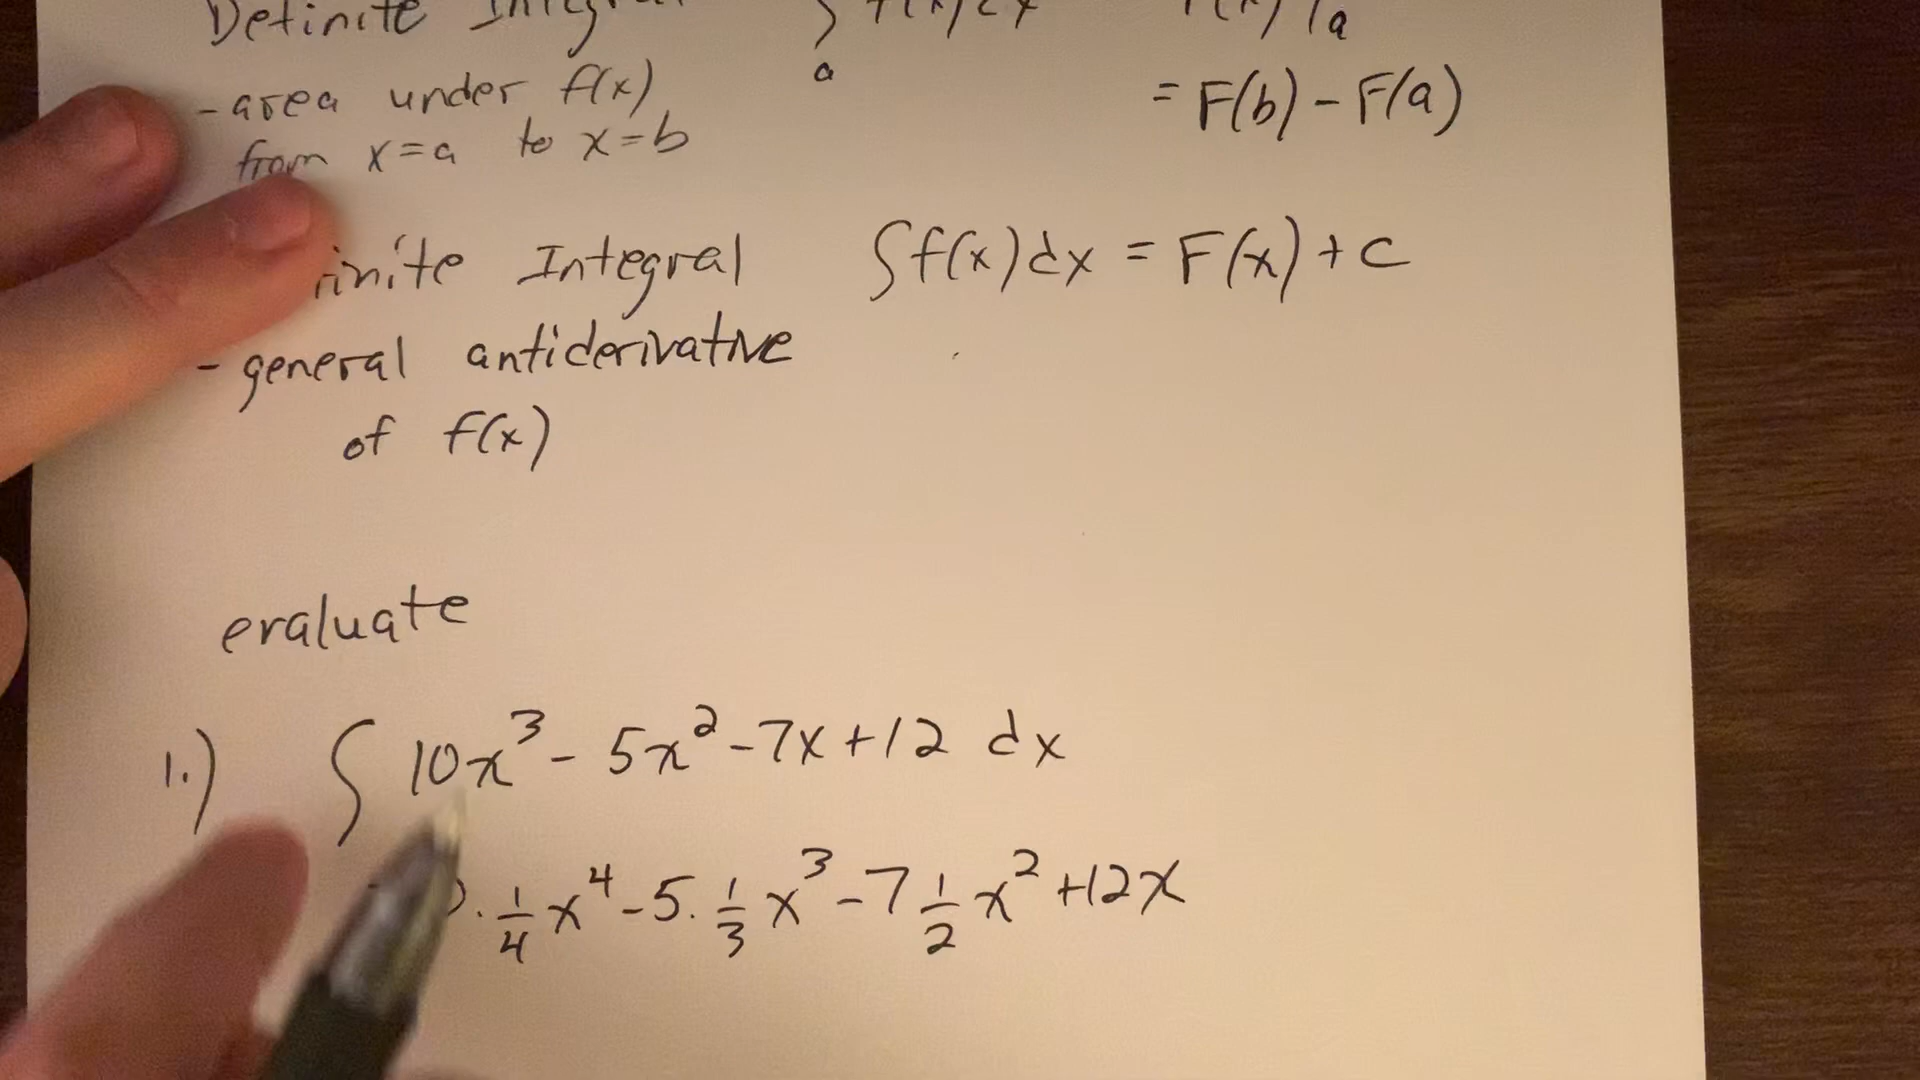 Definite Integral
a
|a
- area under f(x)
from x=a to x=b
= F(b) - F(a)
Integral ∫f(x)dx = F(x) + C
- general antiderivative
of f(x)
evaluate
1.) ∫ 10x³ - 5x² - 7x + 12 dx
· 1/4 x⁴ - 5 · 1/3 x³ - 7 1/2 x² + 12x